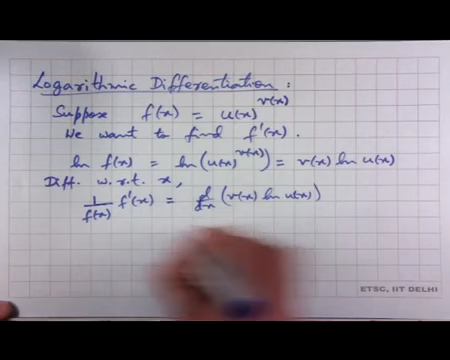 Logarithmic Differentiation :
Suppose f(x) = u(x)^v(x)
We want to find f'(x).
ln f(x) = ln(u(x)^v(x)) = v(x) ln u(x)
Diff. w.r.t. x,
1/f(x) f'(x) = d/dx (v(x) ln u(x))
ETSC, IIT DELHI